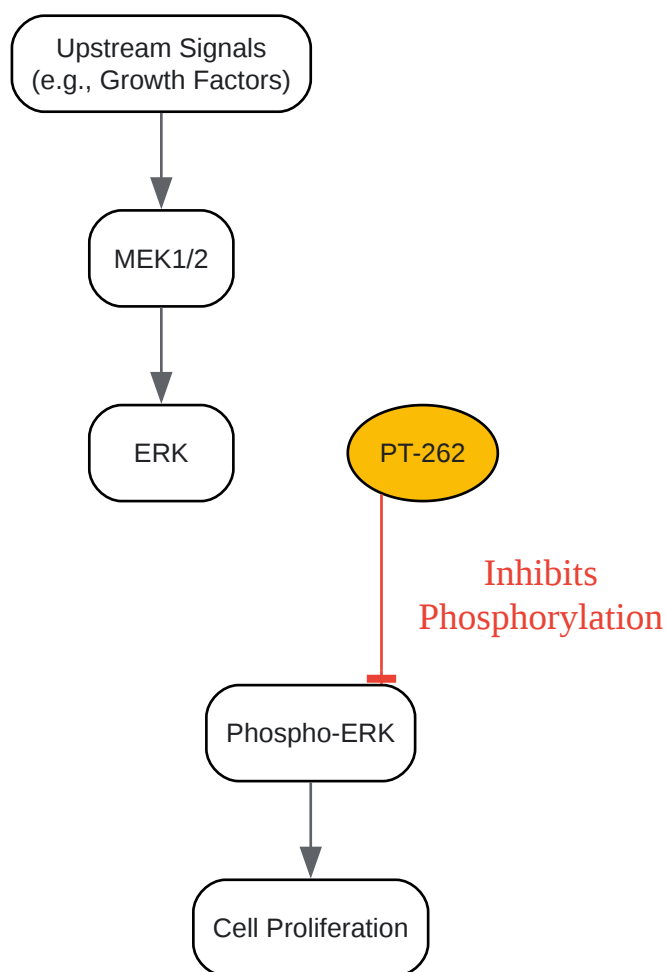 Upstream Signals
(e.g., Growth Factors)
MEK1/2
ERK
PT-262
Inhibits
Phosphorylation
Phospho-ERK
Cell Proliferation